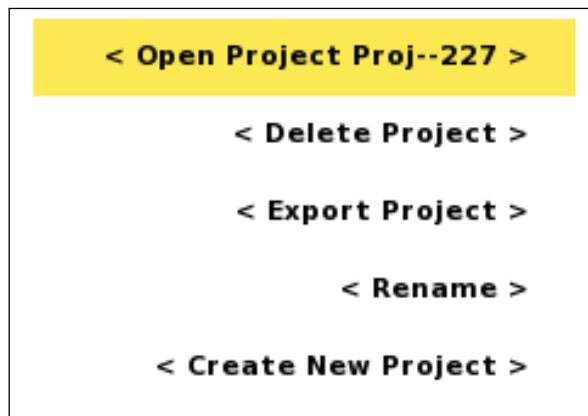 < Open Project Proj--227 >
< Delete Project >
< Export Project >
< Rename >
< Create New Project >